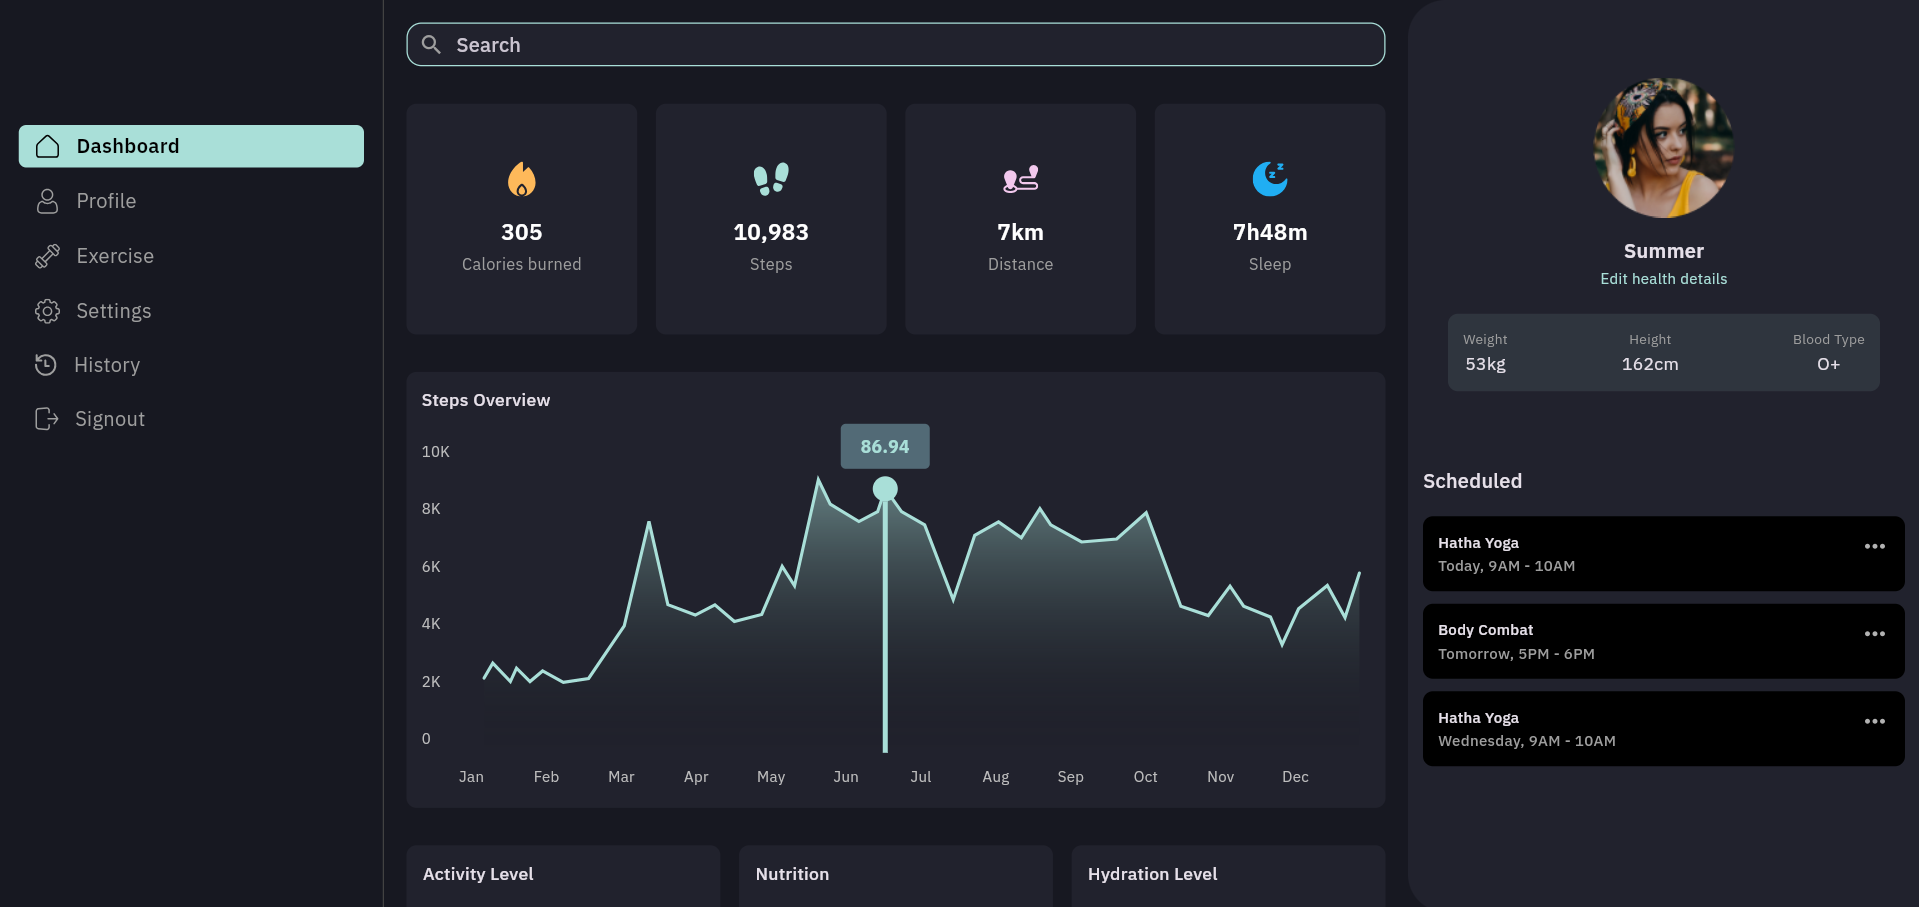 Dashboard
Profile
Exercise
Settings
History
Signout
Search
305
Calories burned
10,983
Steps
7km
Distance
7h48m
Sleep
Steps Overview
86.94
10K
8K
6K
4K
2K
0
Jan Feb Mar Apr May Jun Jul Aug Sep Oct Nov Dec
Activity Level
Nutrition
Hydration Level
Summer
Edit health details
Weight Height Blood Type
53kg 162cm O+
Scheduled
Hatha Yoga
Today, 9AM - 10AM
Body Combat
Tomorrow, 5PM - 6PM
Hatha Yoga
Wednesday, 9AM - 10AM